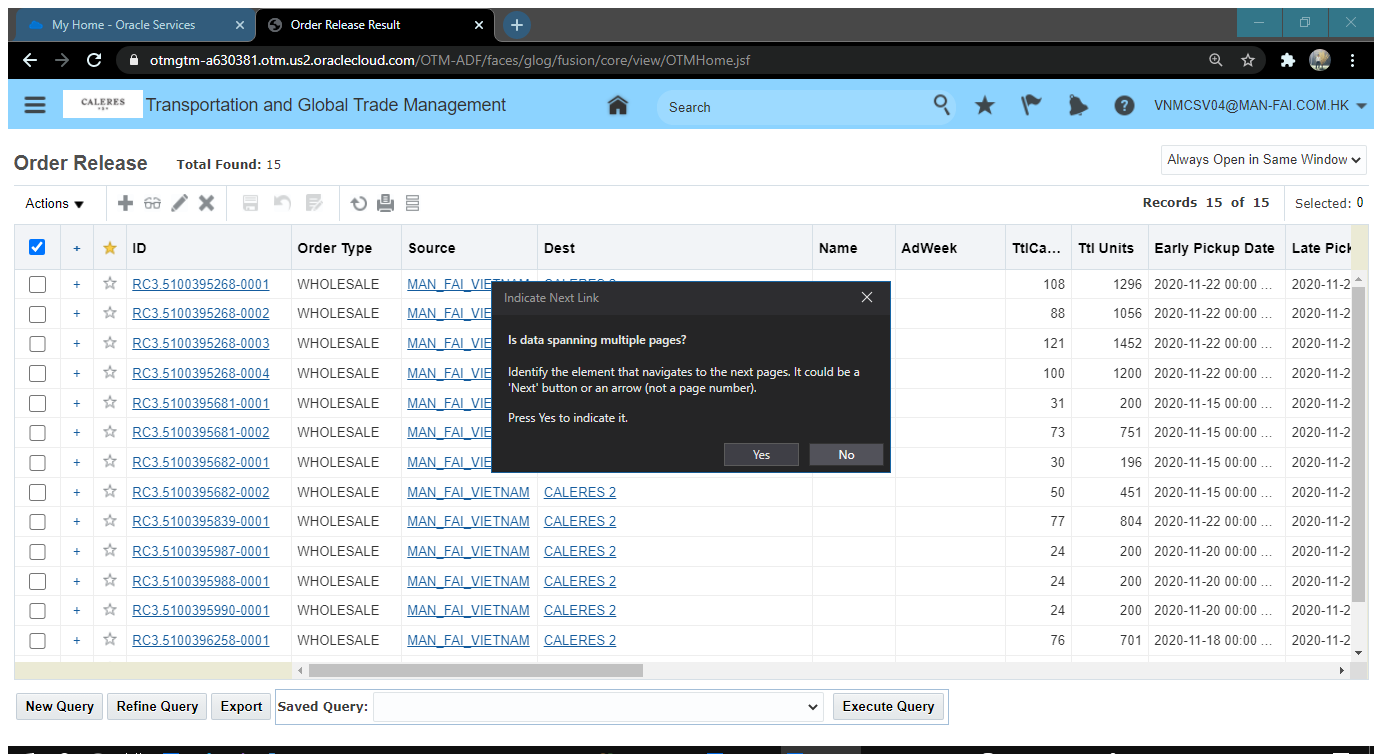 My Home - Oracle Services
Order Release Result
otmgtm-a630381.otm.us2.oraclecloud.com/OTM-ADF/faces/glog/fusion/core/view/OTMHome.jsf
CALERES Transportation and Global Trade Management Search VNMCSV04@MAN-FAI.COM.HK
Order Release Total Found: 15 Always Open in Same Window
Actions Records 15 of 15 Selected: 0
+ ID Order Type Source Dest Name AdWeek TtlCa... Ttl Units Early Pickup Date Late Pick
+ RC3.5100395268-0001 WHOLESALE MAN_FAI_VIETNAM CALERES 2 108 1296 2020-11-22 00:00 ... 2020-11-2
+ RC3.5100395268-0002 WHOLESALE MAN_FAI_VIE 88 1056 2020-11-22 00:00 ... 2020-11-2
+ RC3.5100395268-0003 WHOLESALE MAN_FAI_VIE 121 1452 2020-11-22 00:00 ... 2020-11-2
+ RC3.5100395268-0004 WHOLESALE MAN_FAI_VIE 100 1200 2020-11-22 00:00 ... 2020-11-2
+ RC3.5100395681-0001 WHOLESALE MAN_FAI_VIE 31 200 2020-11-15 00:00 ... 2020-11-2
+ RC3.5100395681-0002 WHOLESALE MAN_FAI_VIE 73 751 2020-11-15 00:00 ... 2020-11-2
+ RC3.5100395682-0001 WHOLESALE MAN_FAI_VIE 30 196 2020-11-15 00:00 ... 2020-11-2
+ RC3.5100395682-0002 WHOLESALE MAN_FAI_VIETNAM CALERES 2 50 451 2020-11-15 00:00 ... 2020-11-2
+ RC3.5100395839-0001 WHOLESALE MAN_FAI_VIETNAM CALERES 2 77 804 2020-11-22 00:00 ... 2020-11-2
+ RC3.5100395987-0001 WHOLESALE MAN_FAI_VIETNAM CALERES 2 24 200 2020-11-20 00:00 ... 2020-11-2
+ RC3.5100395988-0001 WHOLESALE MAN_FAI_VIETNAM CALERES 2 24 200 2020-11-20 00:00 ... 2020-11-2
+ RC3.5100395990-0001 WHOLESALE MAN_FAI_VIETNAM CALERES 2 24 200 2020-11-20 00:00 ... 2020-11-2
+ RC3.5100396258-0001 WHOLESALE MAN_FAI_VIETNAM CALERES 2 76 701 2020-11-18 00:00 ... 2020-11-2
Indicate Next Link
Is data spanning multiple pages?
Identify the element that navigates to the next pages. It could be a
'Next' button or an arrow (not a page number).
Press Yes to indicate it.
Yes No
New Query Refine Query Export Saved Query: Execute Query